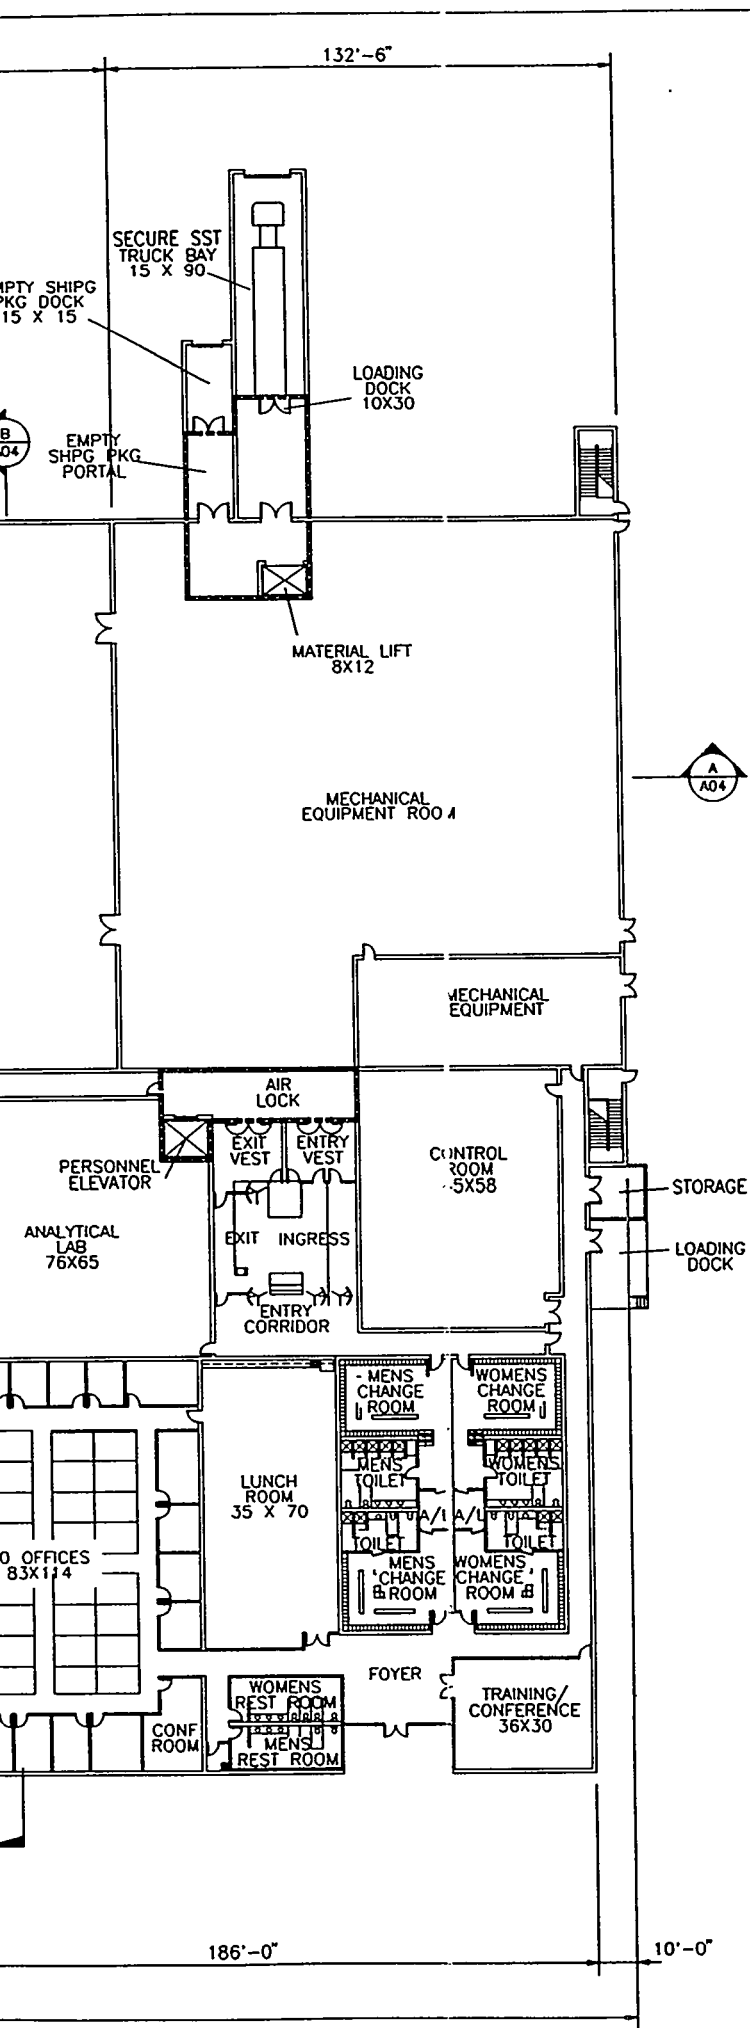 132'-6"
SECURE SST
TRUCK BAY
15 X 90
MPTY SHIPG
PKG DOCK
15 X 15
LOADING
DOCK
10X30
B
A04
EMPTY
SHPG PKG
PORTAL
MATERIAL LIFT
8X12
A
A04
MECHANICAL
EQUIPMENT ROOM
MECHANICAL
EQUIPMENT
AIR
LOCK
EXIT
VEST
ENTRY
VEST
CONTROL
ROOM
5X58
PERSONNEL
ELEVATOR
STORAGE
ANALYTICAL
LAB
76X65
EXIT
INGRESS
LOADING
DOCK
ENTRY
CORRIDOR
MENS
CHANGE
ROOM
WOMENS
CHANGE
ROOM
MENS
TOILET
WOMENS
TOILET
LUNCH
ROOM
35 X 70
A/L
A/L
TOILET
TOILET
O OFFICES
83X114
MENS
CHANGE
ROOM
WOMENS
CHANGE
ROOM
FOYER
WOMENS
REST ROOM
TRAINING/
CONFERENCE
36X30
CONF
ROOM
MENS
REST ROOM
186'-0"
10'-0"